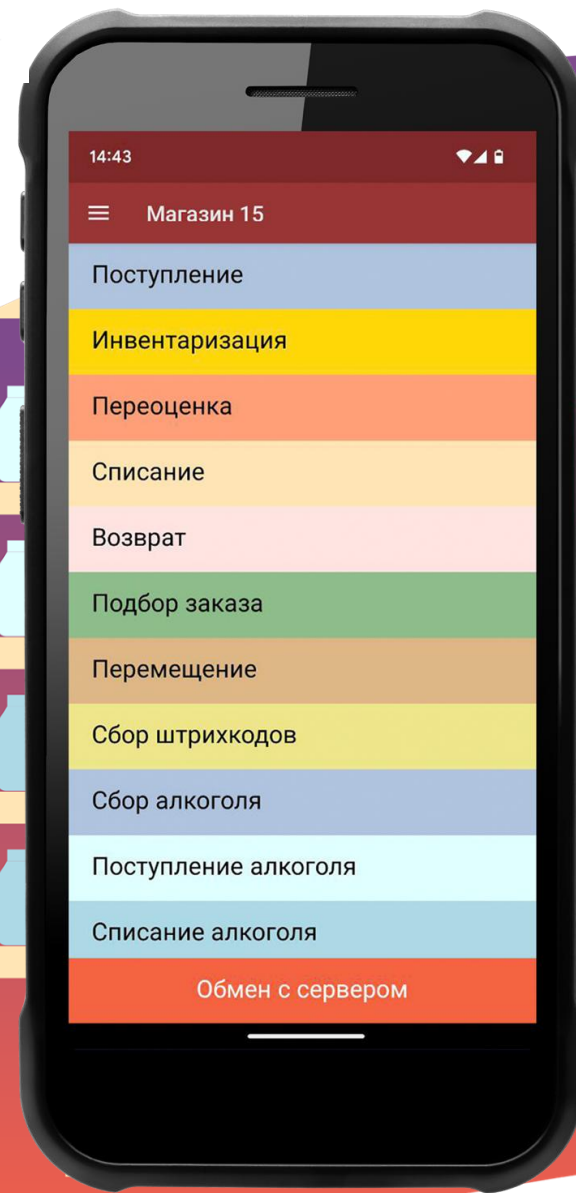 14:43
Магазин 15
Поступление
Инвентаризация
Переоценка
Списание
Возврат
Подбор заказа
Перемещение
Сбор штрихкодов
Сбор алкоголя
Поступление алкоголя
Списание алкоголя
Обмен с сервером